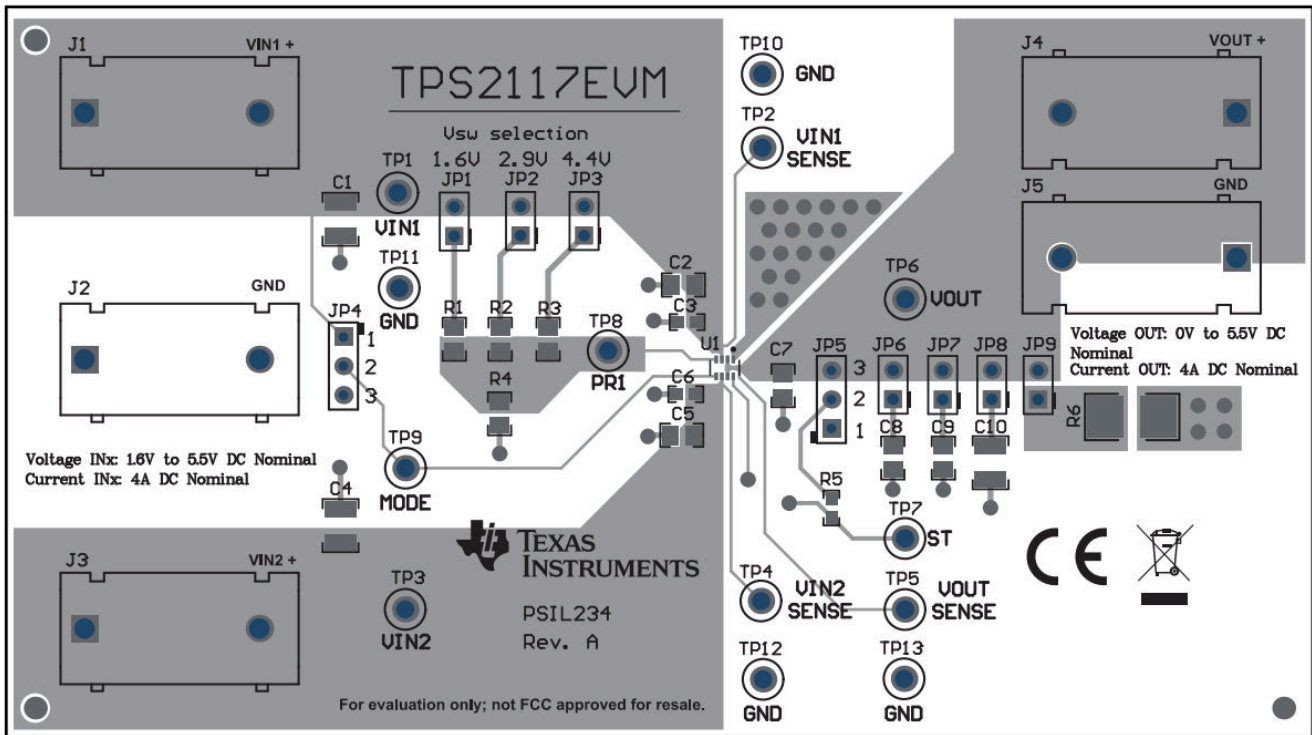 J1
VIN1 +
TP10
GND
J4
VOUT +
TPS2117EVM
TP2
VIN1
SENSE
Vsw selection
1.6V 2.9V 4.4V
TP1
JP1
JP2
JP3
C1
VIN1
J5
GND
TP11
GND
C2
C3
TP6
VOUT
J2
GND
JP4
1
2
3
R1
R2
R3
TP8
PR1
U1
R4
C6
C5
C7
JP5
3
2
1
JP6
JP7
JP8
JP9
Voltage OUT: 0V to 5.5V DC
Nominal
Current OUT: 4A DC Nominal
R6
C8
C9
C10
Voltage INx: 1.6V to 5.5V DC Nominal
Current INx: 4A DC Nominal
TP9
MODE
C4
R5
TP7
ST
TEXAS
INSTRUMENTS
CE
J3
VIN2 +
TP3
VIN2
PSIL234
Rev. A
TP4
VIN2
SENSE
TP5
VOUT
SENSE
TP12
GND
TP13
GND
For evaluation only; not FCC approved for resale.